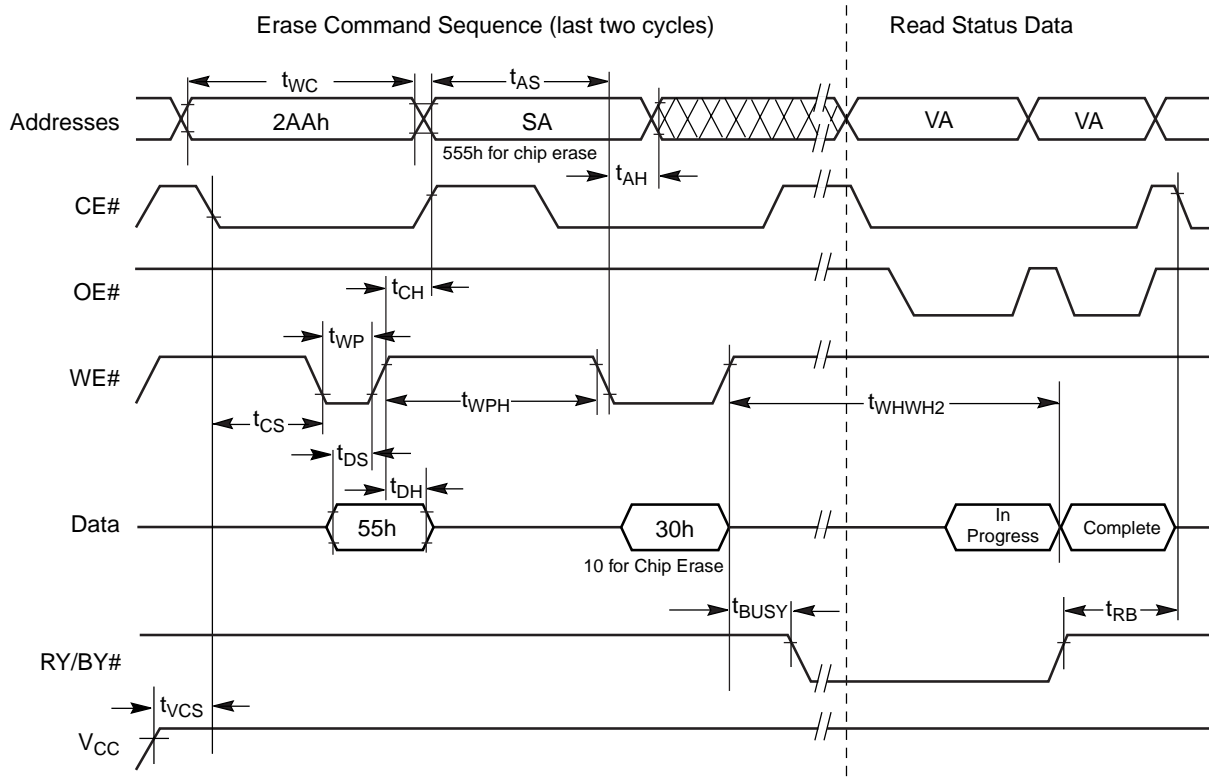 Erase Command Sequence (last two cycles)
Read Status Data
tWC
tAS
Addresses
2AAh
SA
VA
VA
555h for chip erase
tAH
CE#
OE#
tCH
tWP
WE#
tWPH
tWHWH2
tCS
tDS
tDH
Data
55h
30h
In
Progress
Complete
10 for Chip Erase
tBUSY
tRB
RY/BY#
tVCS
VCC